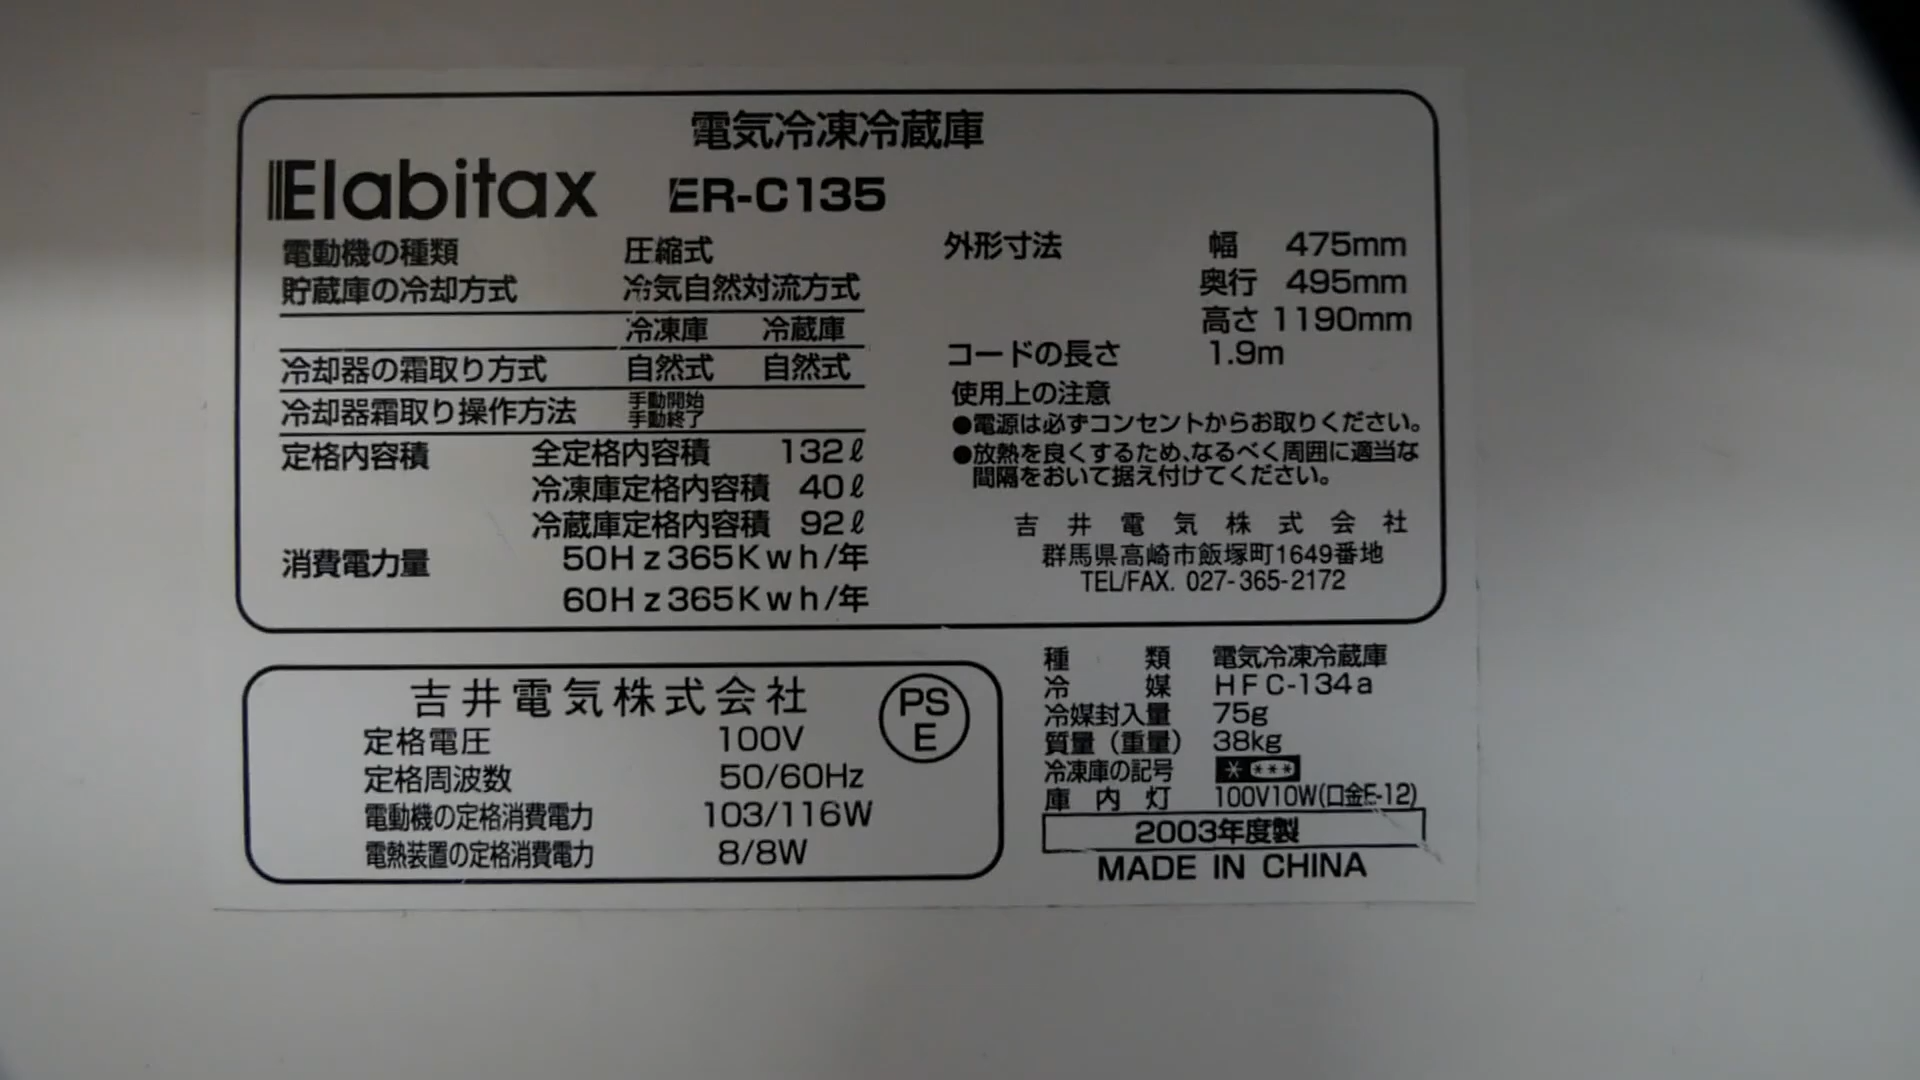 電気冷凍冷蔵庫
Elabitax ER-C135
電動機の種類 圧縮式
貯蔵庫の冷却方式 冷気自然対流方式
冷凍庫 冷蔵庫
冷却器の霜取り方式 自然式 自然式
冷却器霜取り操作方法 手動開始
手動終了
定格内容積 全定格内容積 132ℓ
冷凍庫定格内容積 40ℓ
冷蔵庫定格内容積 92ℓ
消費電力量 50Hz365Kwh/年
60Hz365Kwh/年
外形寸法 幅 475mm
奥行 495mm
高さ 1190mm
コードの長さ 1.9m
使用上の注意
●電源は必ずコンセントからお取りください。
●放熱を良くするため、なるべく周囲に適当な
間隔をおいて据え付けてください。
吉井電気株式会社
群馬県高崎市飯塚町1649番地
TEL/FAX. 027-365-2172
吉井電気株式会社
PS
E
定格電圧 100V
定格周波数 50/60Hz
電動機の定格消費電力 103/116W
電熱装置の定格消費電力 8/8W
種類 電気冷凍冷蔵庫
冷媒 HFC-134a
冷媒封入量 75g
質量（重量） 38kg
冷凍庫の記号 * ***
庫内灯 100V10W(口金E-12)
2003年度製
MADE IN CHINA